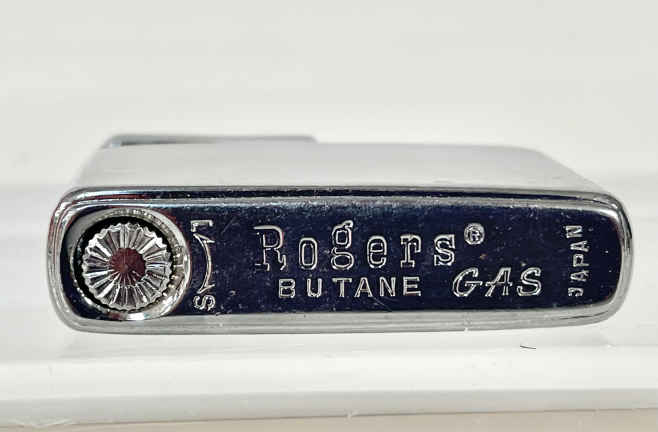 L
S
Rogers®
BUTANE GAS
JAPAN